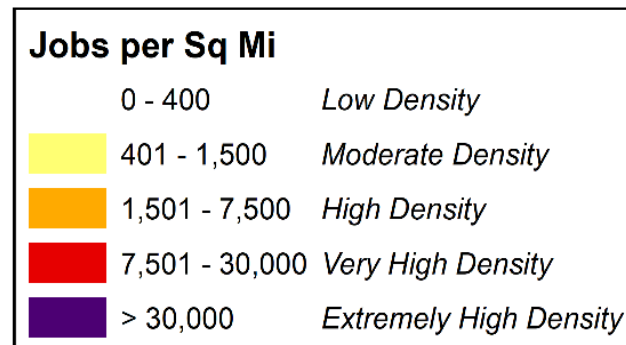 Jobs per Sq Mi
0 - 400 Low Density
401 - 1,500 Moderate Density
1,501 - 7,500 High Density
7,501 - 30,000 Very High Density
> 30,000 Extremely High Density